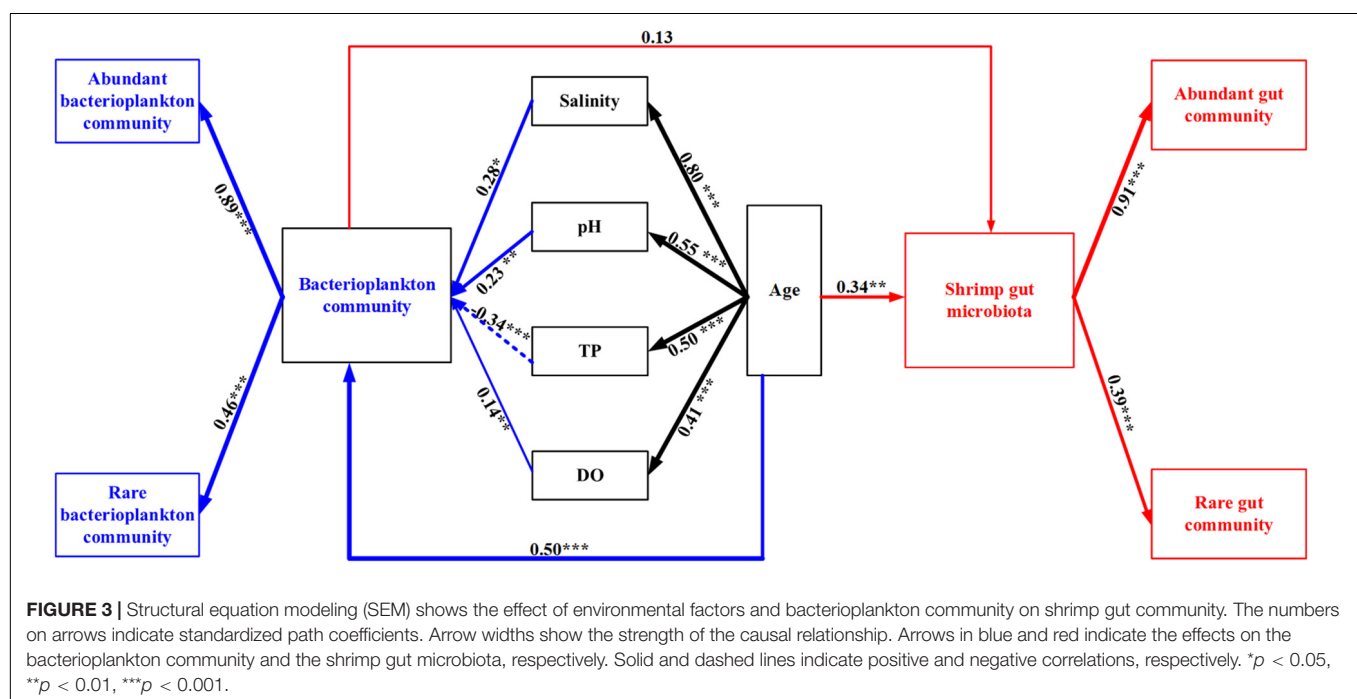 0.13
Abundant
bacterioplankton
community
Salinity
Abundant gut
community
0.89***
0.28*
0.80 ***
0.91***
pH
0.55 ***
0.23 **
Bacterioplankton
community
Age
0.34**
Shrimp gut
microbiota
-0.34***
TP
0.50 ***
0.46***
0.14**
0.41 ***
0.39***
DO
Rare
bacterioplankton
community
Rare gut
community
0.50***
FIGURE 3 | Structural equation modeling (SEM) shows the effect of environmental factors and bacterioplankton community on shrimp gut community. The numbers
on arrows indicate standardized path coefficients. Arrow widths show the strength of the causal relationship. Arrows in blue and red indicate the effects on the
bacterioplankton community and the shrimp gut microbiota, respectively. Solid and dashed lines indicate positive and negative correlations, respectively. *p < 0.05,
**p < 0.01, ***p < 0.001.